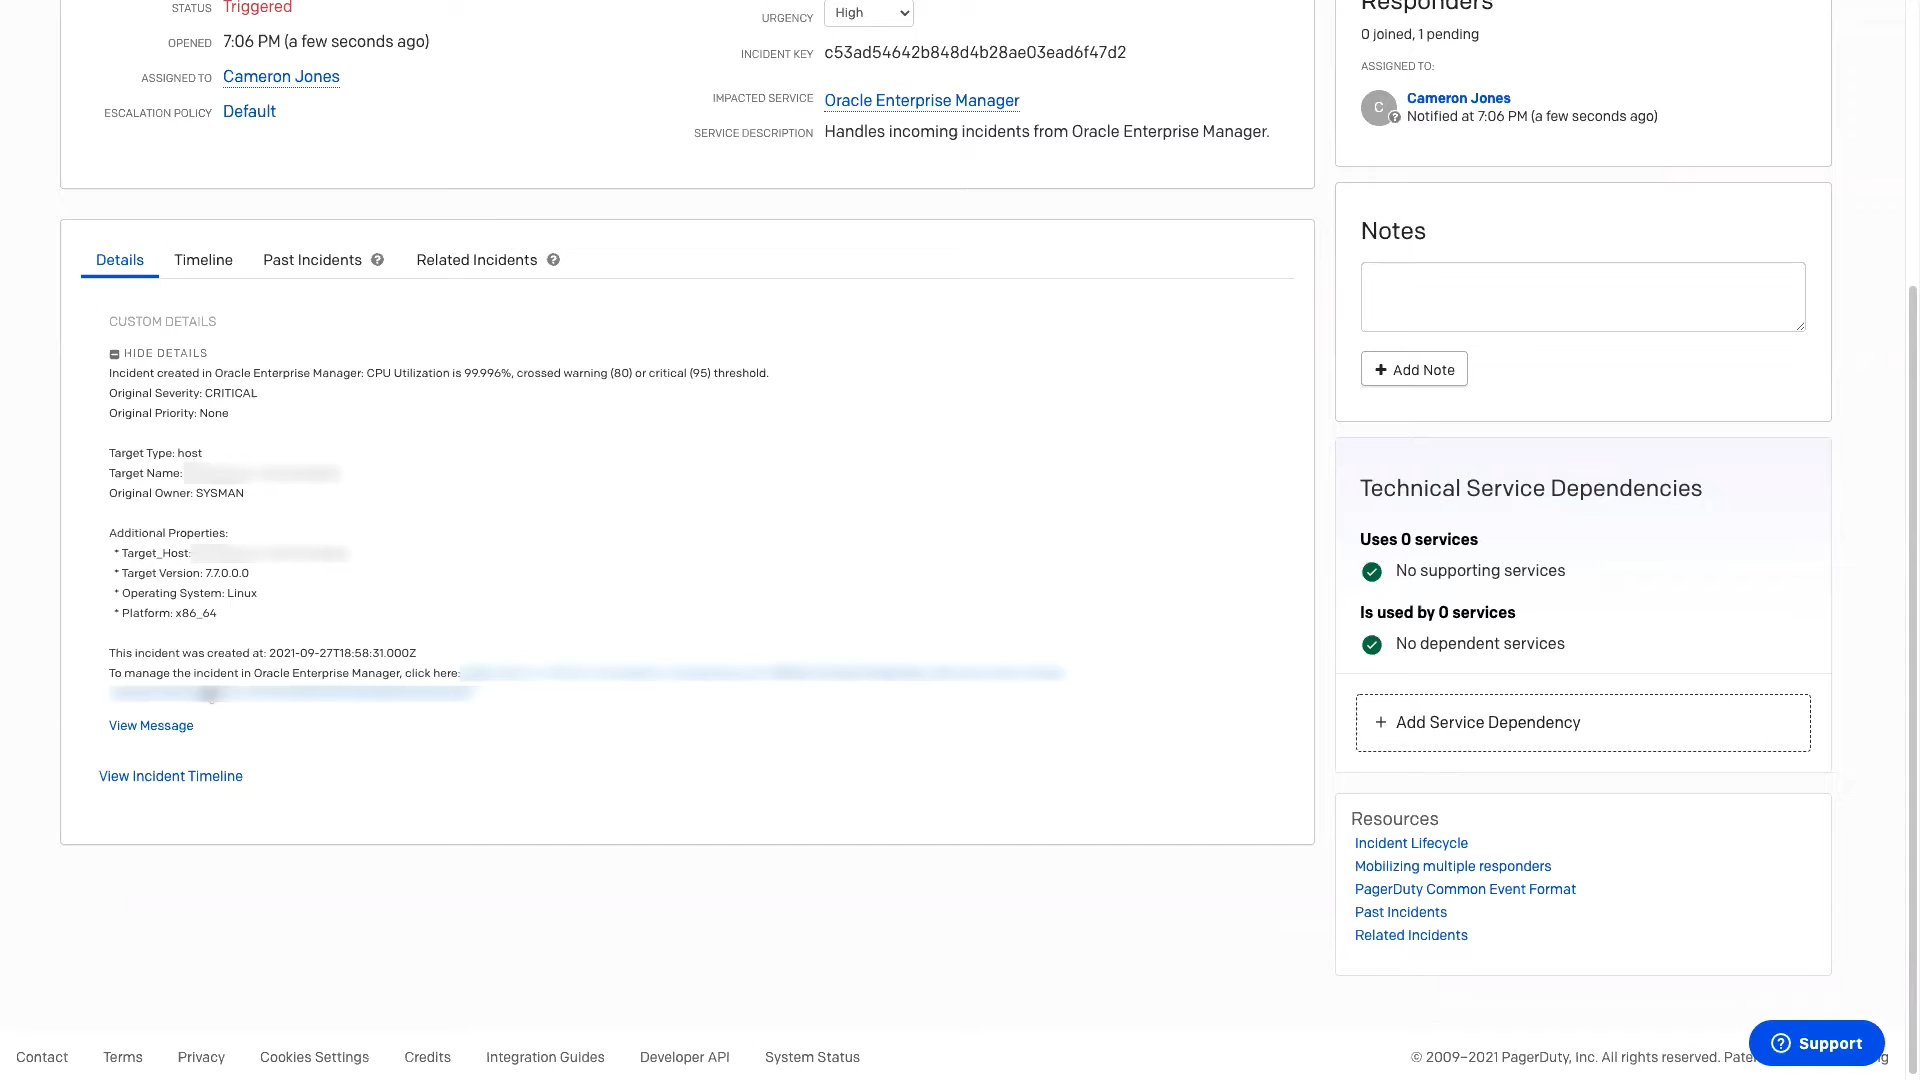 STATUS Triggered
OPENED 7:06 PM (a few seconds ago)
ASSIGNED TO Cameron Jones
ESCALATION POLICY Default
URGENCY High
INCIDENT KEY c53ad54642b848d4b28ae03ead6f47d2
IMPACTED SERVICE Oracle Enterprise Manager
SERVICE DESCRIPTION Handles incoming incidents from Oracle Enterprise Manager.
Details Timeline Past Incidents ? Related Incidents ?
CUSTOM DETAILS
HIDE DETAILS
Incident created in Oracle Enterprise Manager: CPU Utilization is 99.996%, crossed warning (80) or critical (95) threshold.
Original Severity: CRITICAL
Original Priority: None
Target Type: host
Target Name:
Original Owner: SYSMAN
Additional Properties:
* Target_Host:
* Target Version: 7.7.0.0.0
* Operating System: Linux
* Platform: x86_64
This incident was created at: 2021-09-27T18:58:31.000Z
To manage the incident in Oracle Enterprise Manager, click here:
View Message
View Incident Timeline
Responders
0 joined, 1 pending
ASSIGNED TO:
C ? Cameron Jones
Notified at 7:06 PM (a few seconds ago)
Notes
+ Add Note
Technical Service Dependencies
Uses 0 services
No supporting services
Is used by 0 services
No dependent services
+ Add Service Dependency
Resources
Incident Lifecycle
Mobilizing multiple responders
PagerDuty Common Event Format
Past Incidents
Related Incidents
? Support
Contact Terms Privacy Cookies Settings Credits Integration Guides Developer API System Status
© 2009–2021 PagerDuty, Inc. All rights reserved.